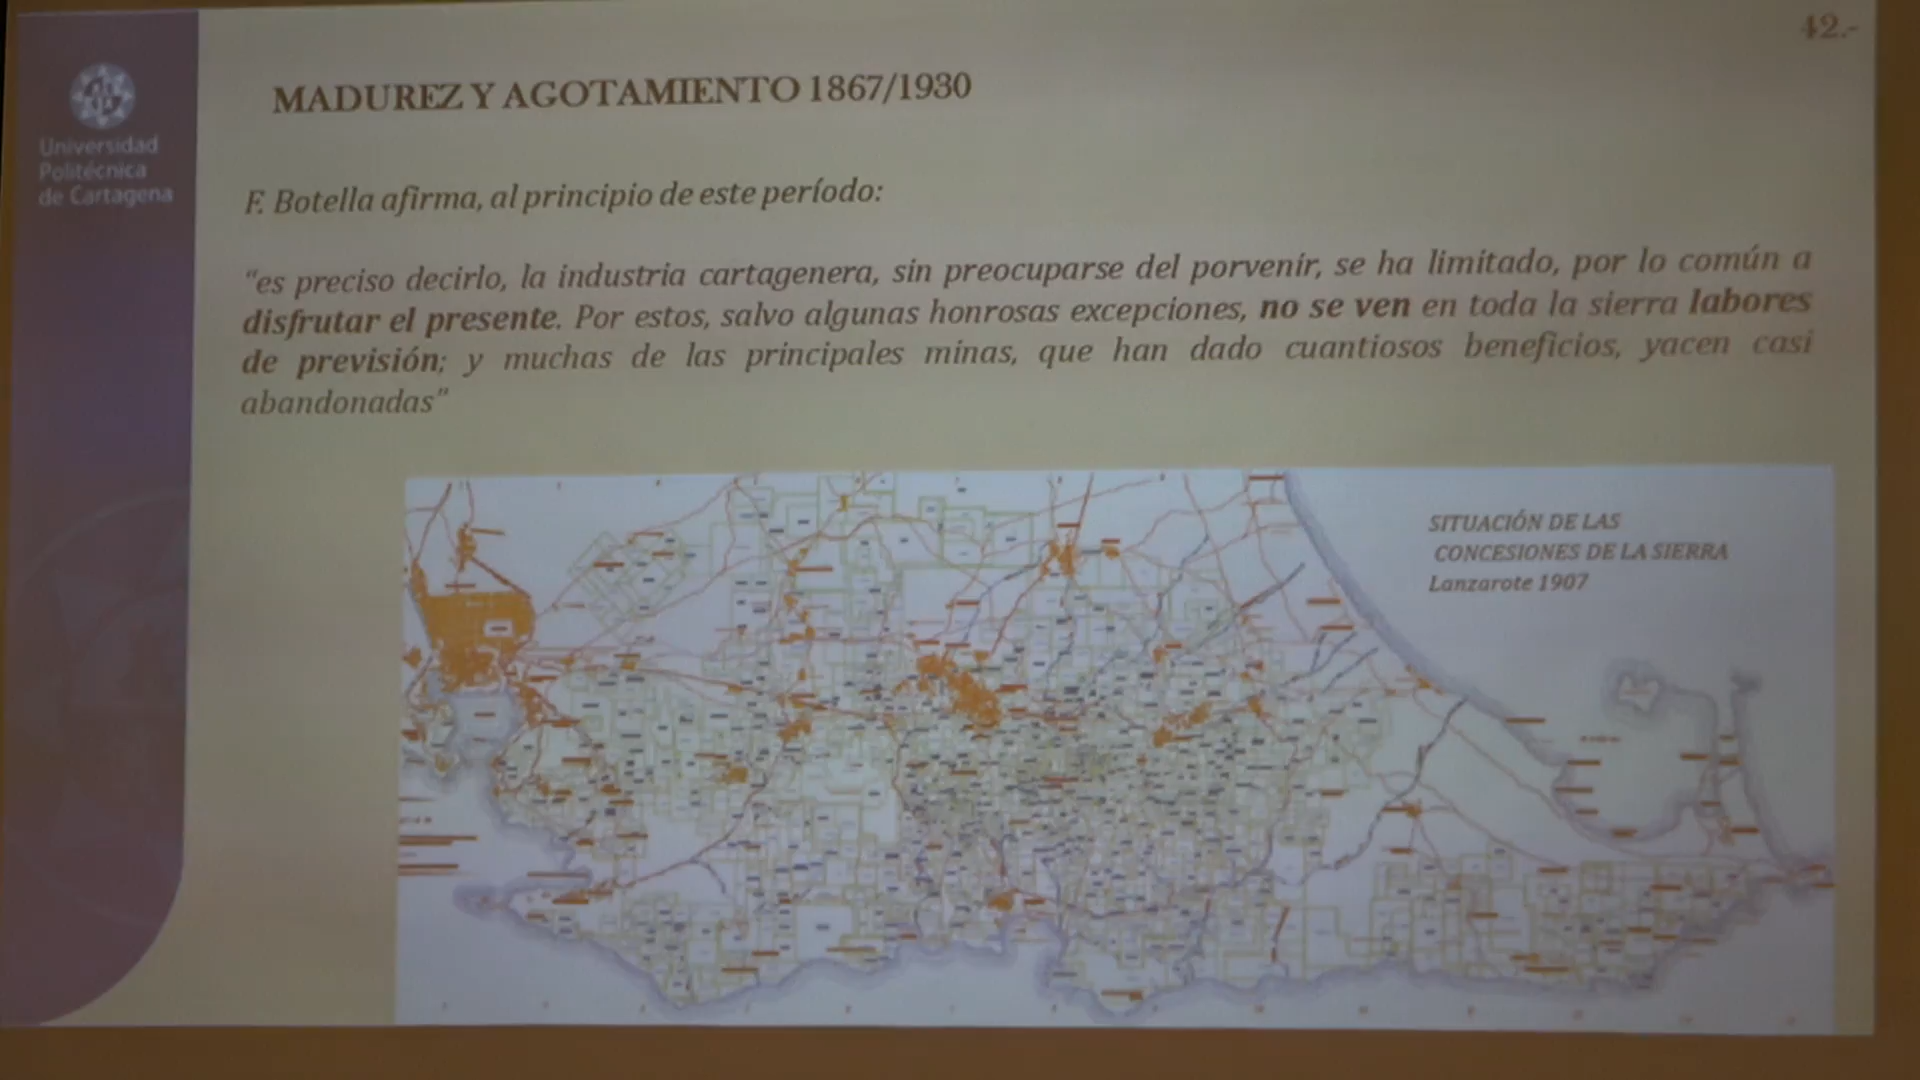 42.-
Universidad
Politécnica
de Cartagena
MADUREZ Y AGOTAMIENTO 1867/1930
F. Botella afirma, al principio de este período:
“es preciso decirlo, la industria cartagenera, sin preocuparse del porvenir, se ha limitado, por lo común a
disfrutar el presente. Por estos, salvo algunas honrosas excepciones, no se ven en toda la sierra labores
de previsión; y muchas de las principales minas, que han dado cuantiosos beneficios, yacen casi
abandonadas”
SITUACIÓN DE LAS
CONCESIONES DE LA SIERRA
Lanzarote 1907